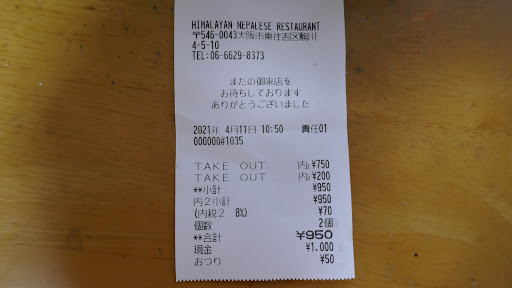 HIMALAYAN NEPALESE RESTAURANT
〒546-0043大阪市東住吉区駒川
4-5-10
TEL:06-6629-8373
またの御来店を
お待ちしております
ありがとうございました
2021年 4月11日 10:50 責任01
000000#1035
TAKE OUT 内¥750
TAKE OUT 内¥200
**小計 ¥950
内2小計 ¥950
(内税2 8%) ¥70
個数 2個
**合計 ¥950
現金 ¥1,000
おつり ¥50